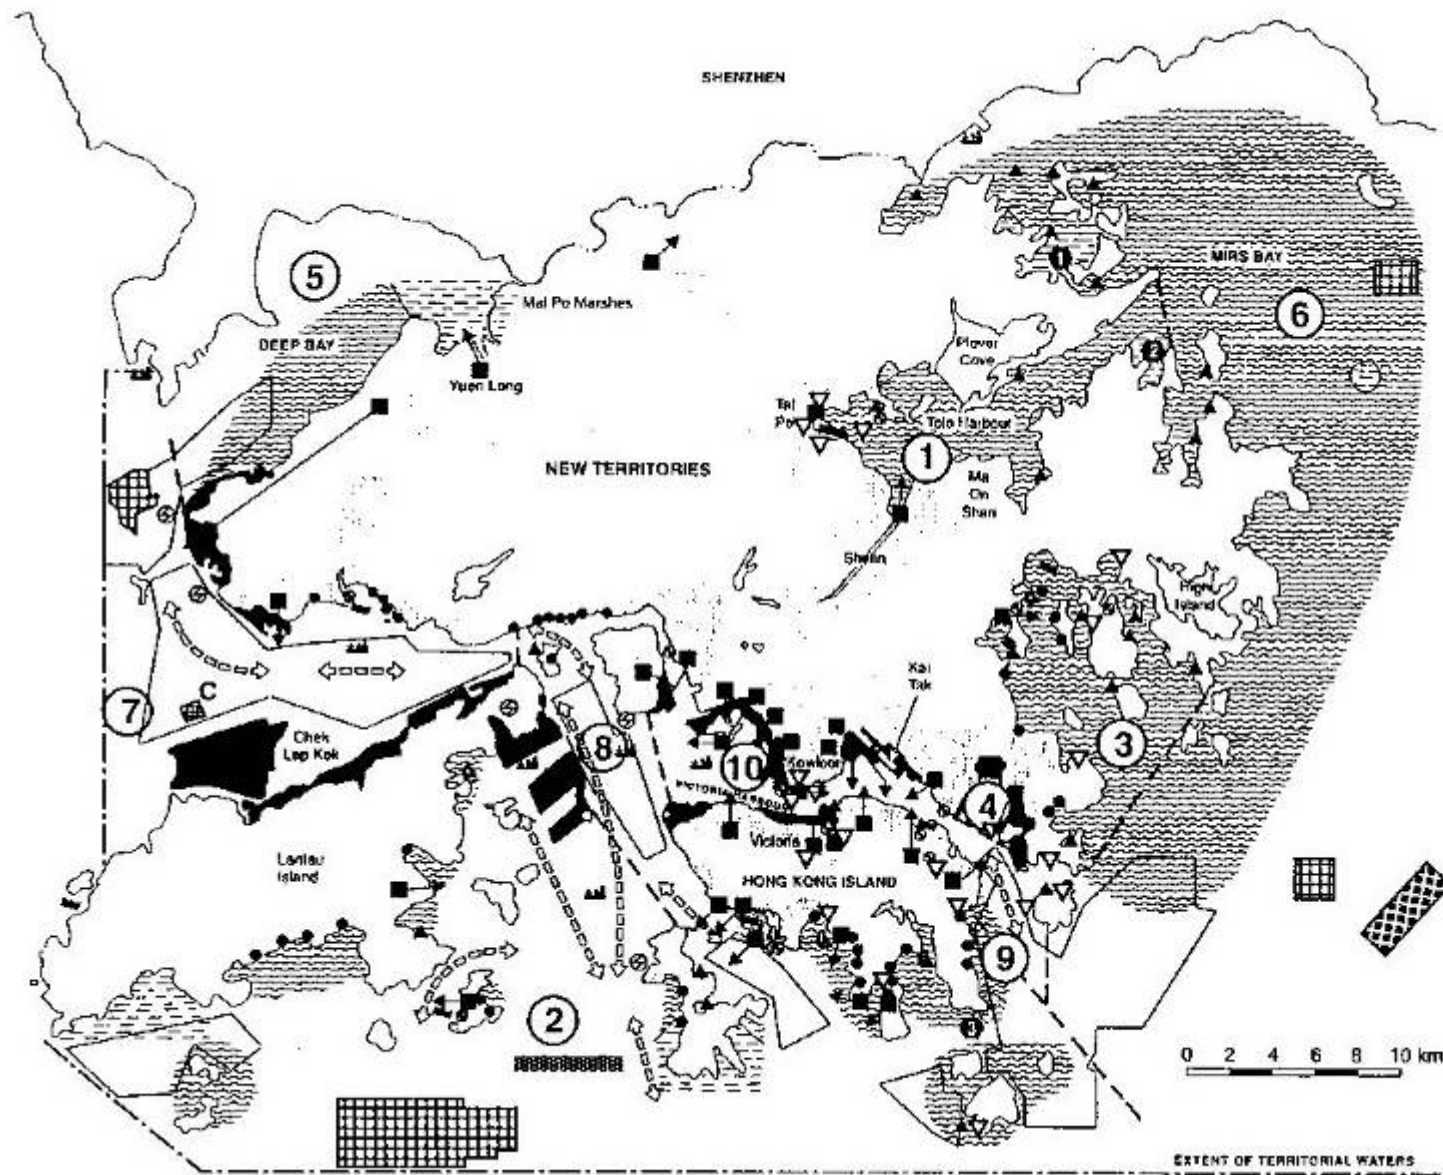 SHENZHEN
5
MIRS BAY
1
Mai Po Marshes
6
DEEP BAY
Plover
Cove
2
Yuen Long
Tai
Po
Tolo Harbour
1
NEW TERRITORIES
Ma
On
Shan
Shatin
High
Island
Kai
Tak
C
7
Chek
Lap Kok
8
10
Kowloon
3
VICTORIA HARBOUR
4
Victoria
Lantau
Island
HONG KONG ISLAND
9
2
3
0 2 4 6 8 10 km
EXTENT OF TERRITORIAL WATERS